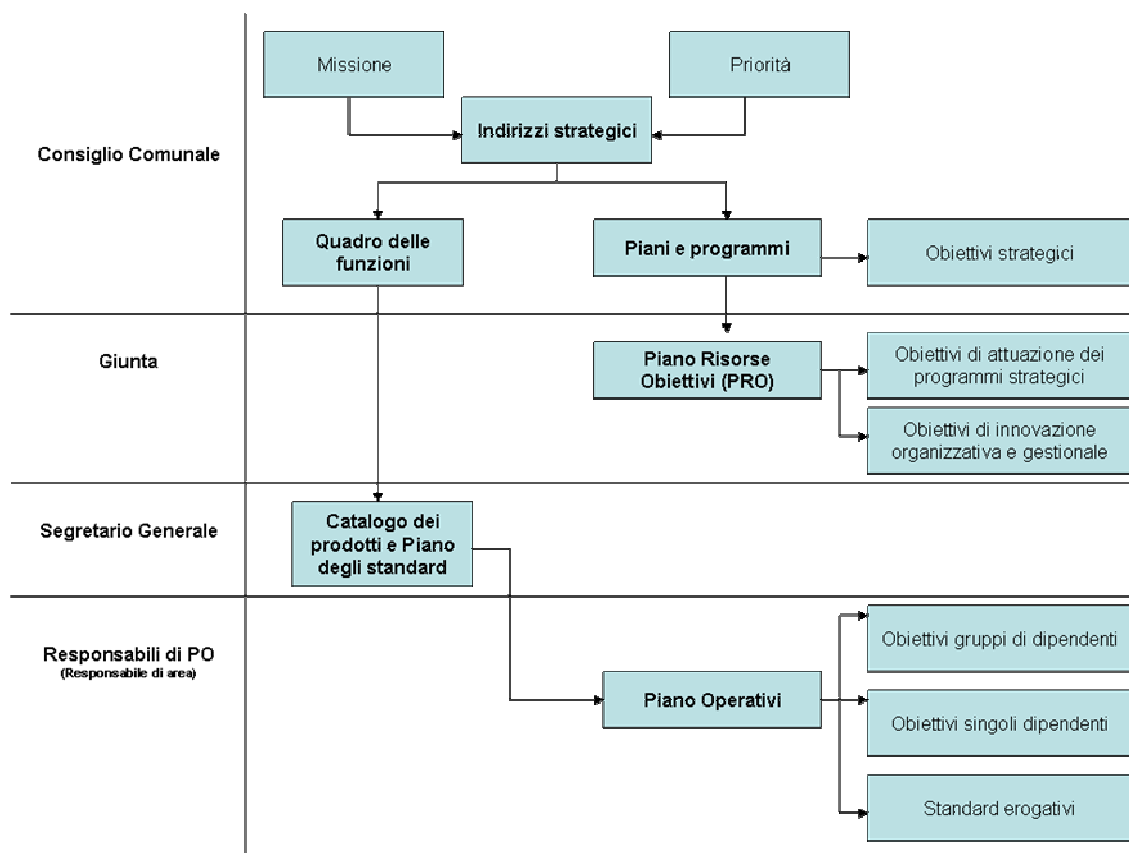 Missione
Priorità
Indirizzi strategici
Consiglio Comunale
Quadro delle
funzioni
Piani e programmi
Obiettivi strategici
Giunta
Piano Risorse
Obiettivi (PRO)
Obiettivi di attuazione dei
programmi strategici
Obiettivi di innovazione
organizzativa e gestionale
Segretario Generale
Catalogo dei
prodotti e Piano
degli standard
Responsabili di PO
(Responsabile di area)
Piano Operativi
Obiettivi gruppi di dipendenti
Obiettivi singoli dipendenti
Standard erogativi